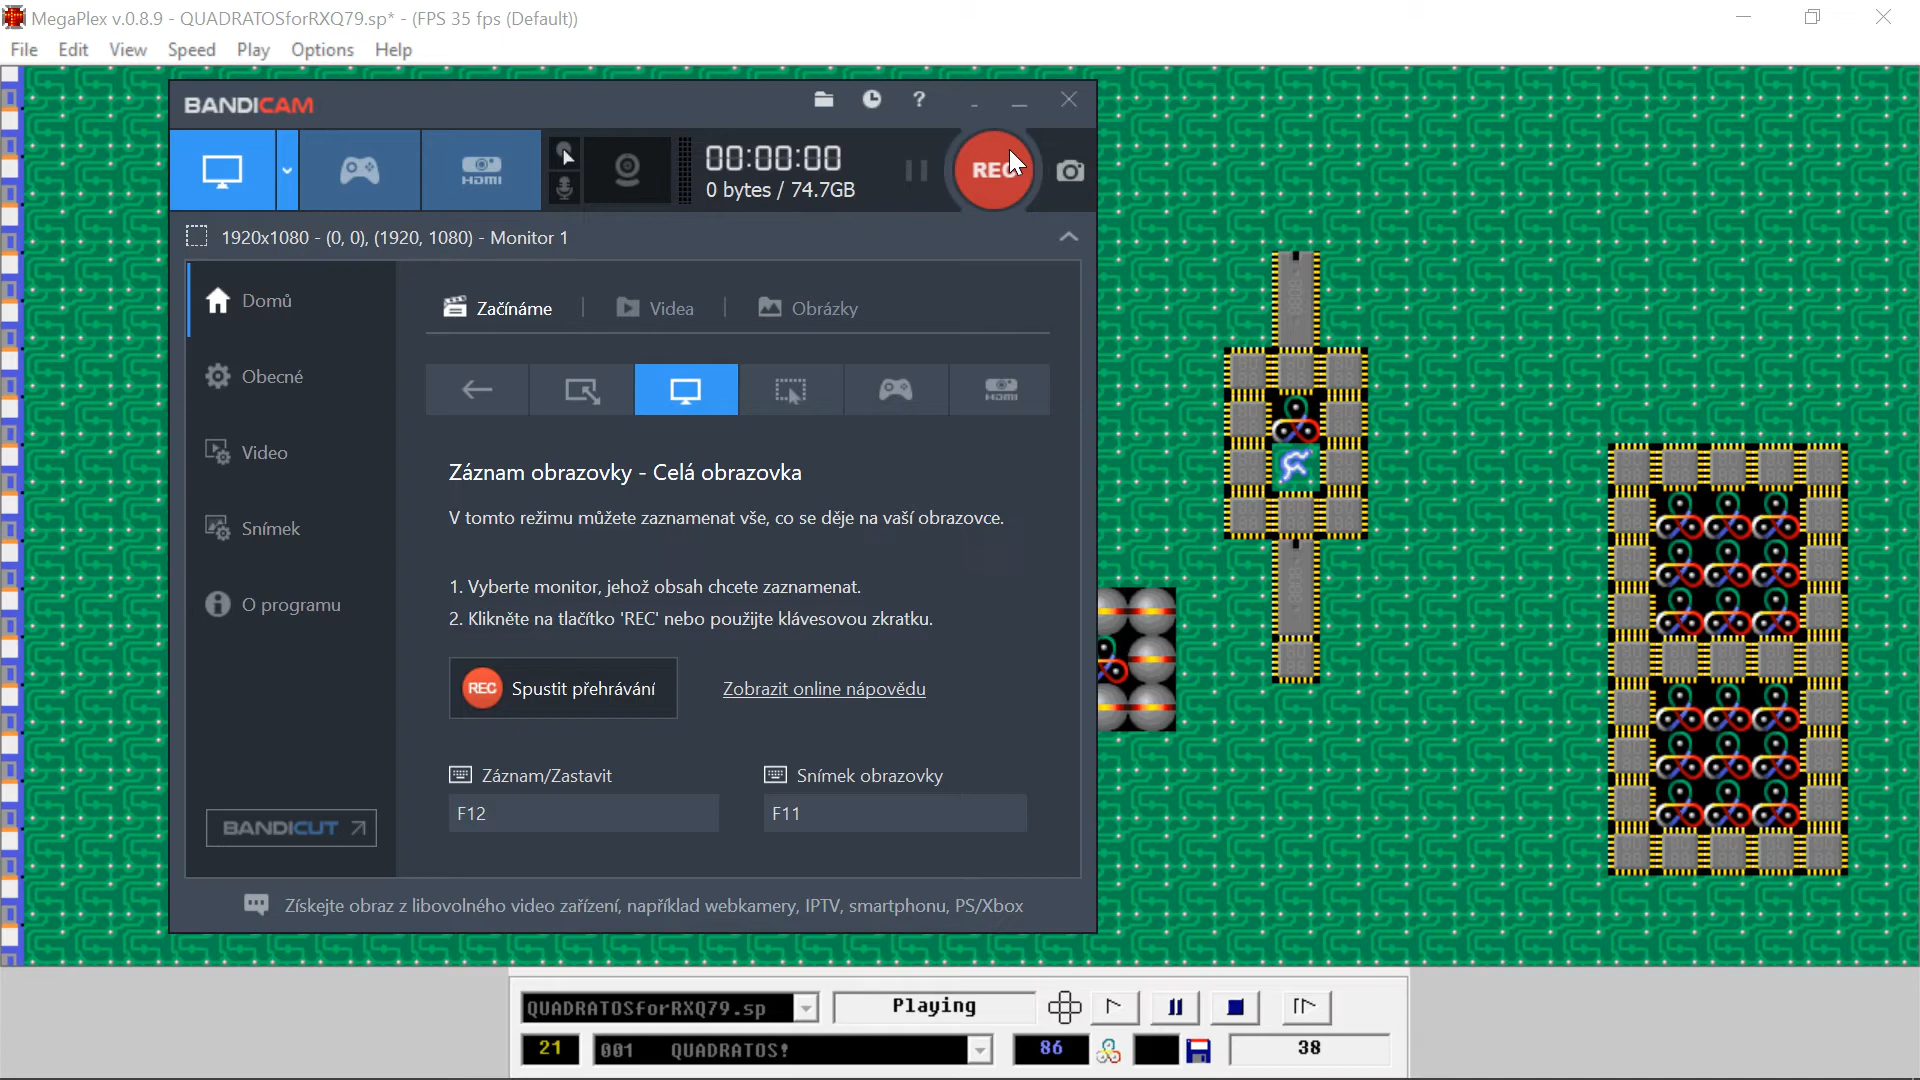 MegaPlex v.0.8.9 - QUADRATOSforRXQ79.sp* - (FPS 35 fps (Default))
File Edit View Speed Play Options Help
BANDICAM
?
HDMI
00:00:00
0 bytes / 74.7GB
REC
1920x1080 - (0, 0), (1920, 1080) - Monitor 1
Domů
Obecné
Video
Snímek
O programu
BANDICUT
Začínáme
Videa
Obrázky
HDMI
Záznam obrazovky - Celá obrazovka
V tomto režimu můžete zaznamenat vše, co se děje na vaší obrazovce.
1. Vyberte monitor, jehož obsah chcete zaznamenat.
2. Klikněte na tlačítko 'REC' nebo použijte klávesovou zkratku.
REC Spustit přehrávání
Zobrazit online nápovědu
Záznam/Zastavit
F12
Snímek obrazovky
F11
Získejte obraz z libovolného video zařízení, například webkamery, IPTV, smartphonu, PS/Xbox
QUADRATOSforRXQ79.sp
Playing
21
001 QUADRATOS!
86
38